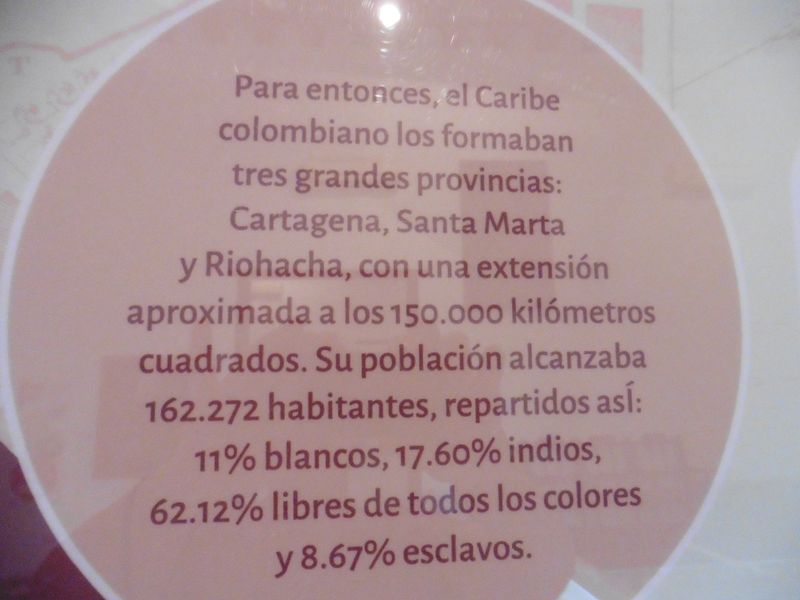 Para entonces, el Caribe
colombiano los formaban
tres grandes provincias:
Cartagena, Santa Marta
y Riohacha, con una extensión
aproximada a los 150.000 kilómetros
cuadrados. Su población alcanzaba
162.272 habitantes, repartidos asÍ:
11% blancos, 17.60% indios,
62.12% libres de todos los colores
y 8.67% esclavos.